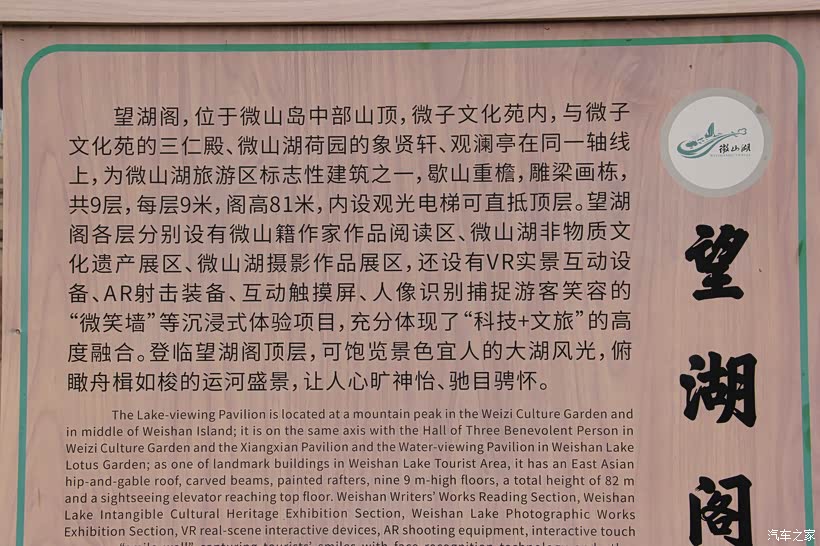 望湖阁，位于微山岛中部山顶，微子文化苑内，与微子
文化苑的三仁殿、微山湖荷园的象贤轩、观澜亭在同一轴线
上，为微山湖旅游区标志性建筑之一，歇山重檐，雕梁画栋，
共9层，每层9米，阁高81米，内设观光电梯可直抵顶层。望湖
阁各层分别设有微山籍作家作品阅读区、微山湖非物质文
化遗产展区、微山湖摄影作品展区，还设有VR实景互动设
备、AR射击装备、互动触摸屏、人像识别捕捉游客笑容的
“微笑墙”等沉浸式体验项目，充分体现了“科技+文旅”的高
度融合。登临望湖阁顶层，可饱览景色宜人的大湖风光，俯
瞰舟楫如梭的运河盛景，让人心旷神怡、驰目骋怀。
The Lake-viewing Pavilion is located at a mountain peak in the Weizi Culture Garden and
in middle of Weishan Island; it is on the same axis with the Hall of Three Benevolent Person in
Weizi Culture Garden and the Xiangxian Pavilion and the Water-viewing Pavilion in Weishan Lake
Lotus Garden; as one of landmark buildings in Weishan Lake Tourist Area, it has an East Asian
hip-and-gable roof, carved beams, painted rafters, nine 9 m-high floors, a total height of 82 m
and a sightseeing elevator reaching top floor. Weishan Writers' Works Reading Section, Weishan
Lake Intangible Cultural Heritage Exhibition Section, Weishan Lake Photographic Works
Exhibition Section, VR real-scene interactive devices, AR shooting equipment, interactive touch
微山湖
望湖阁
汽车之家